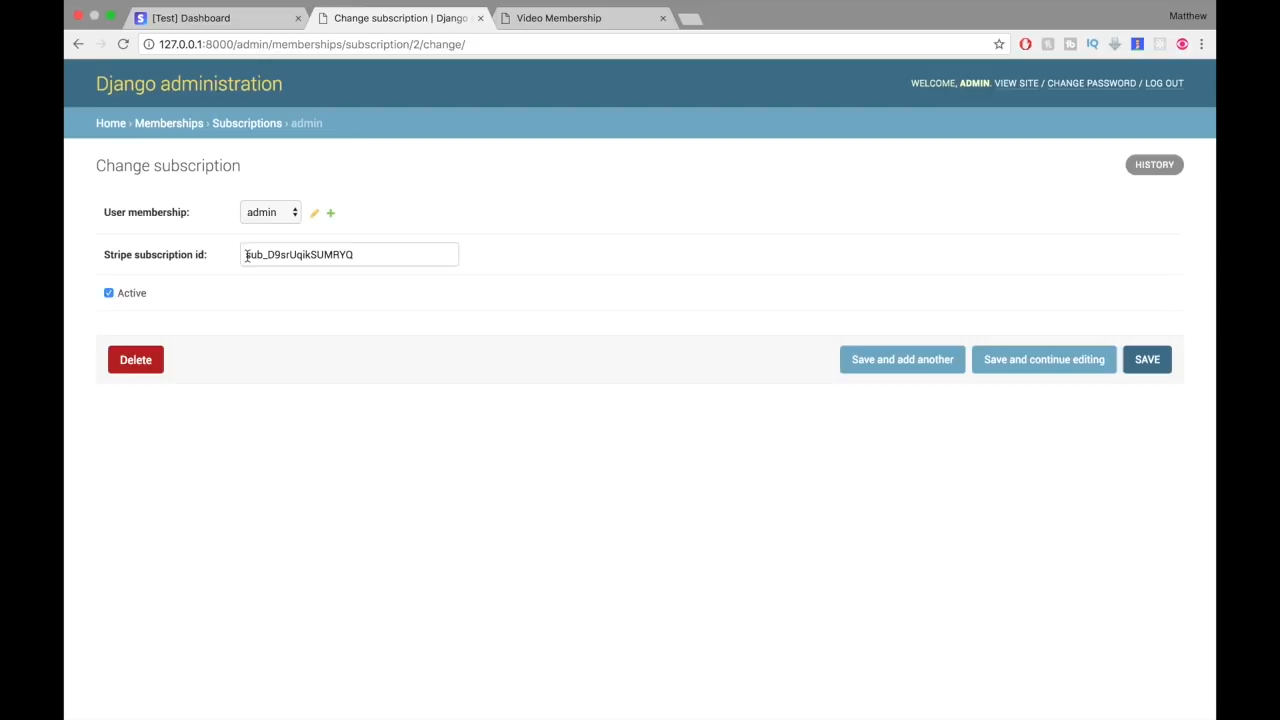 [Test] Dashboard
Change subscription | Django
Video Membership
Matthew
127.0.0.1:8000/admin/memberships/subscription/2/change/
Django administration
WELCOME, ADMIN. VIEW SITE / CHANGE PASSWORD / LOG OUT
Home › Memberships › Subscriptions › admin
Change subscription
HISTORY
User membership:
admin
Stripe subscription id:
sub_D9srUqikSUMRYQ
Active
Delete
Save and add another
Save and continue editing
SAVE